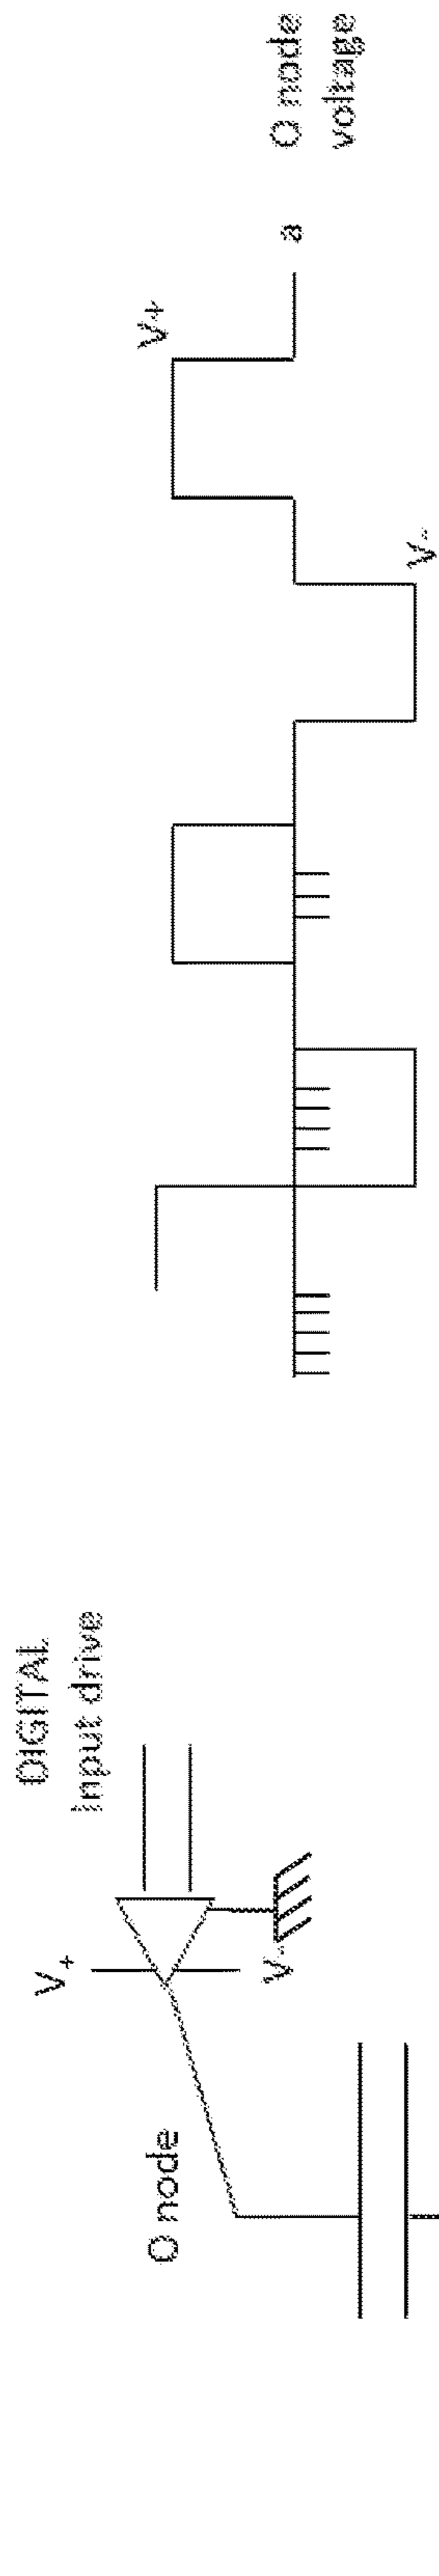 DIGITAL
Input drive
V+
V-
O node
V+
V-
a
O node
voltage